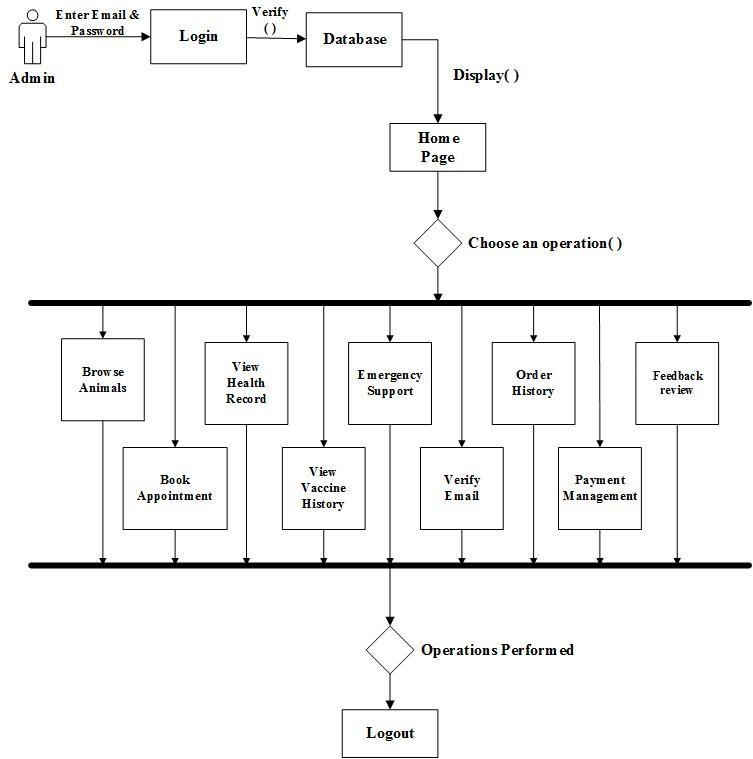 Enter Email &
Password
Admin
Login
Verify
( )
Database
Display( )
Home
Page
Choose an operation( )
Browse
Animals
View
Health
Record
Emergency
Support
Order
History
Feedback
review
Book
Appointment
View
Vaccine
History
Verify
Email
Payment
Management
Operations Performed
Logout